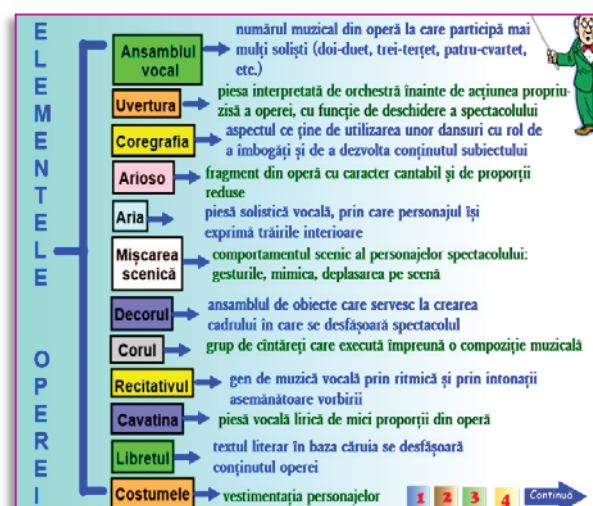 ELEMENTELE OPEREI
Ansamblul
vocal
numărul muzical din operă la care participă mai
mulți soliști (doi-duet, trei-terțet, patru-cvartet,
etc.)
Uvertura
piesa interpretată de orchestră înainte de acțiunea propriu-
zisă a operei, cu funcție de deschidere a spectacolului
Coregrafia
aspectul ce ține de utilizarea unor dansuri cu rol de
a îmbogăți și de a dezvolta conținutul subiectului
Arioso
fragment din operă cu caracter cantabil și de proporții
reduse
Aria
piesă solistică vocală, prin care personajul își
exprimă trăirile interioare
Mișcarea
scenică
comportamentul scenic al personajelor spectacolului:
gesturile, mimica, deplasarea pe scenă
Decorul
ansamblul de obiecte care servesc la crearea
cadrului în care se desfășoară spectacolul
Corul
grup de cîntăreți care execută împreună o compoziție muzicală
Recitativul
gen de muzică vocală prin ritmică și prin intonații
asemănătoare vorbirii
Cavatina
piesă vocală lirică de mici proporții din operă
Libretul
textul literar în baza căruia se desfășoară
conținutul operei
Costumele
vestimentația personajelor
1 2 3 4 Continuă